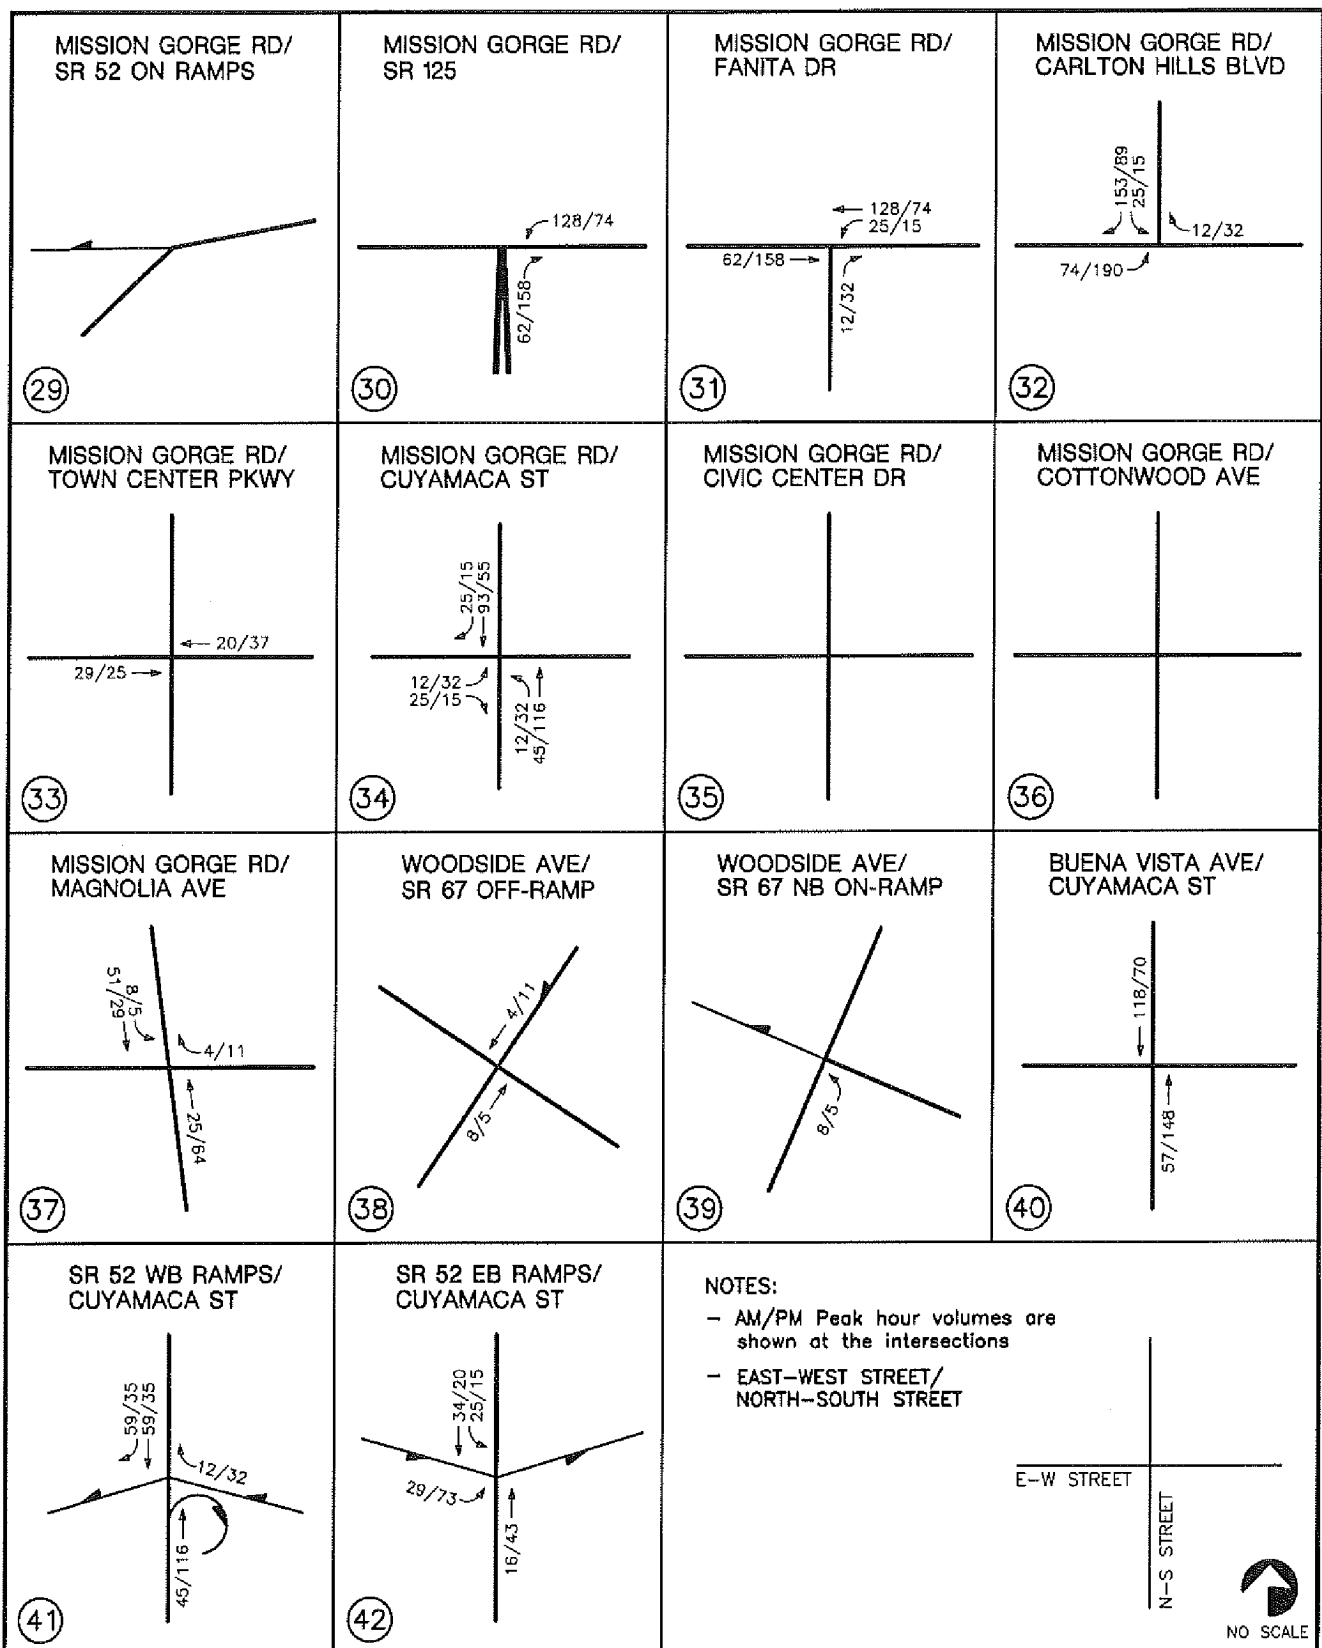 MISSION GORGE RD/
SR 52 ON RAMPS
29
MISSION GORGE RD/
SR 125
128/74
62/158
30
MISSION GORGE RD/
FANITA DR
128/74
25/15
62/158
12/32
31
MISSION GORGE RD/
CARLTON HILLS BLVD
153/89
25/15
12/32
74/190
32
MISSION GORGE RD/
TOWN CENTER PKWY
20/37
29/25
33
MISSION GORGE RD/
CUYAMACA ST
25/15
93/55
12/32
25/15
12/32
45/116
34
MISSION GORGE RD/
CIVIC CENTER DR
35
MISSION GORGE RD/
COTTONWOOD AVE
36
MISSION GORGE RD/
MAGNOLIA AVE
8/5
51/29
4/11
25/64
37
WOODSIDE AVE/
SR 67 OFF-RAMP
4/11
8/5
38
WOODSIDE AVE/
SR 67 NB ON-RAMP
8/5
39
BUENA VISTA AVE/
CUYAMACA ST
118/70
57/148
40
SR 52 WB RAMPS/
CUYAMACA ST
59/35
59/35
12/32
45/116
41
SR 52 EB RAMPS/
CUYAMACA ST
34/20
25/15
29/73
16/43
42
NOTES:
- AM/PM Peak hour volumes are
shown at the intersections
- EAST-WEST STREET/
NORTH-SOUTH STREET
E-W STREET
N-S STREET
NO SCALE